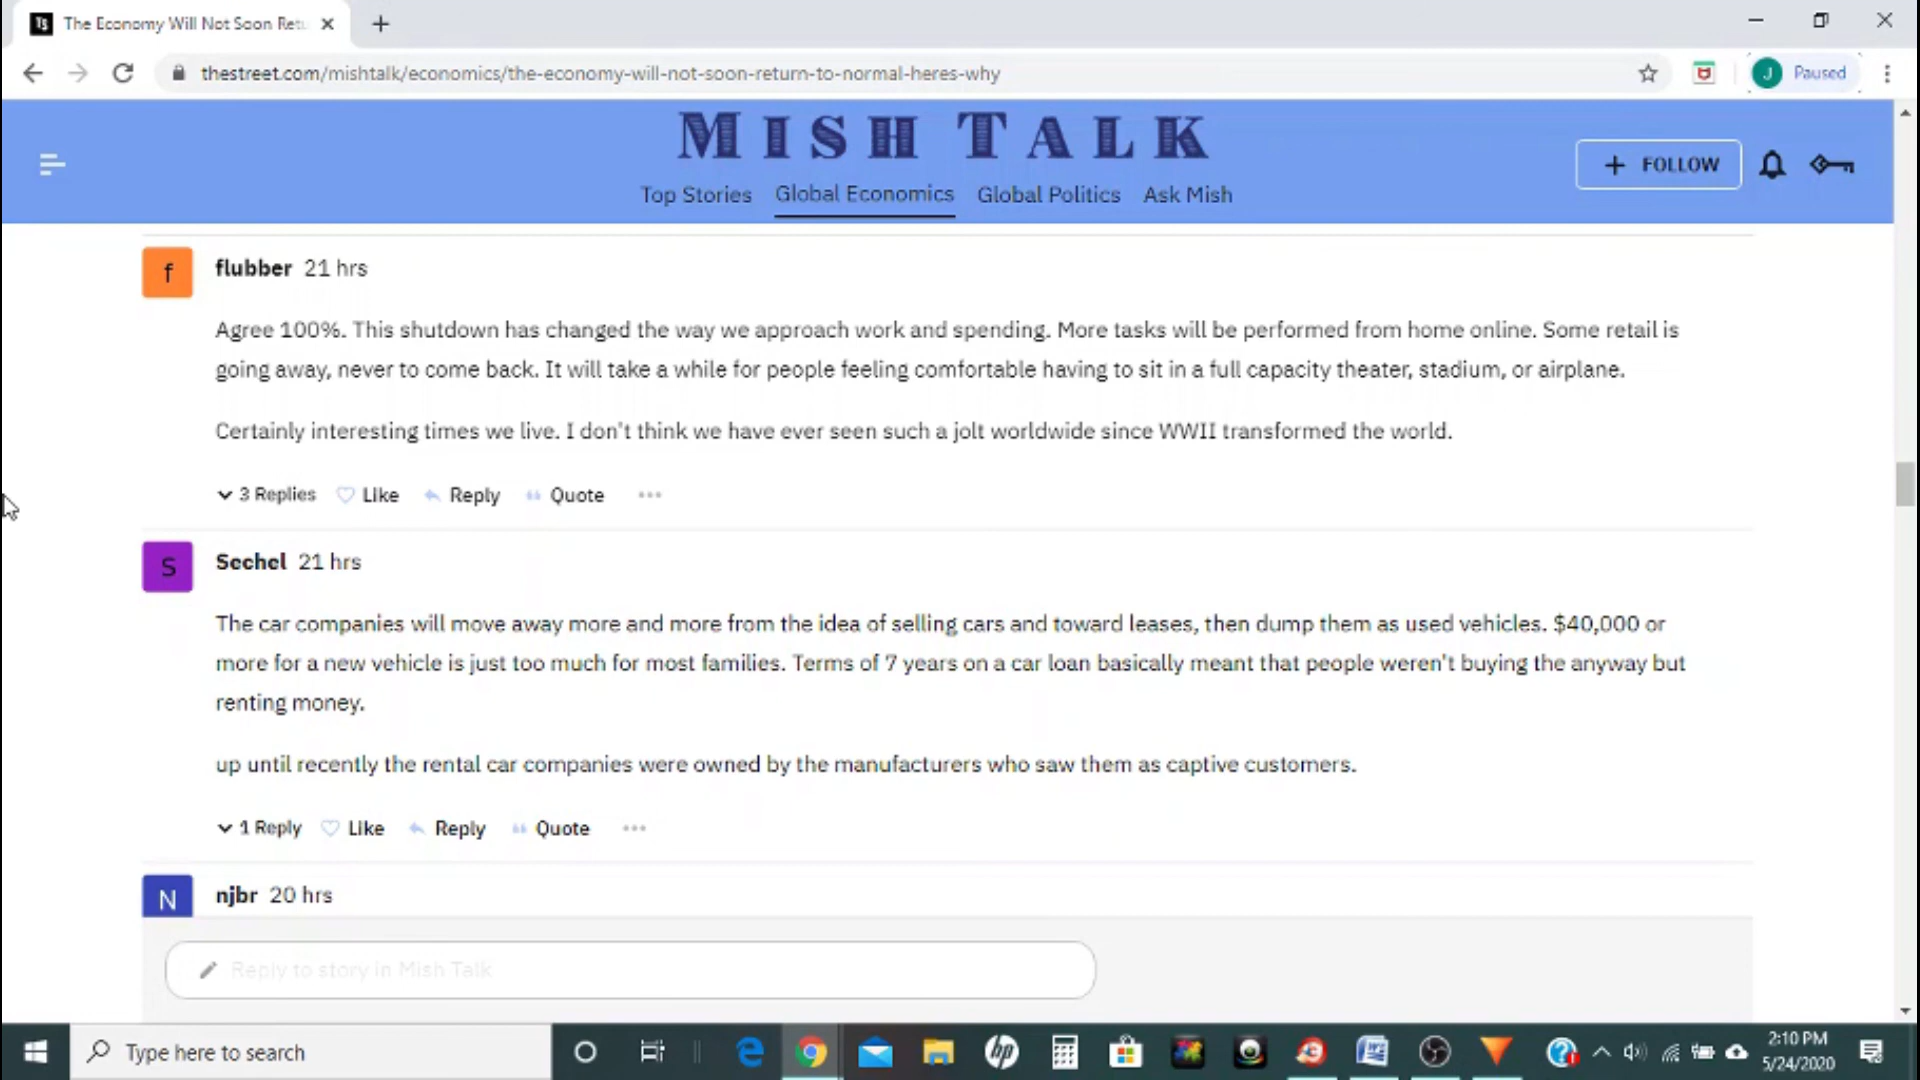 TS The Economy Will Not Soon Retu
thestreet.com/mishtalk/economics/the-economy-will-not-soon-return-to-normal-heres-why
J Paused
MISH TALK
Top Stories Global Economics Global Politics Ask Mish
+ FOLLOW
f flubber 21 hrs
Agree 100%. This shutdown has changed the way we approach work and spending. More tasks will be performed from home online. Some retail is
going away, never to come back. It will take a while for people feeling comfortable having to sit in a full capacity theater, stadium, or airplane.
Certainly interesting times we live. I don't think we have ever seen such a jolt worldwide since WWII transformed the world.
3 Replies Like Reply Quote
S Sechel 21 hrs
The car companies will move away more and more from the idea of selling cars and toward leases, then dump them as used vehicles. $40,000 or
more for a new vehicle is just too much for most families. Terms of 7 years on a car loan basically meant that people weren't buying the anyway but
renting money.
up until recently the rental car companies were owned by the manufacturers who saw them as captive customers.
1 Reply Like Reply Quote
N njbr 20 hrs
Reply to story in Mish Talk
Type here to search
2:10 PM
5/24/2020